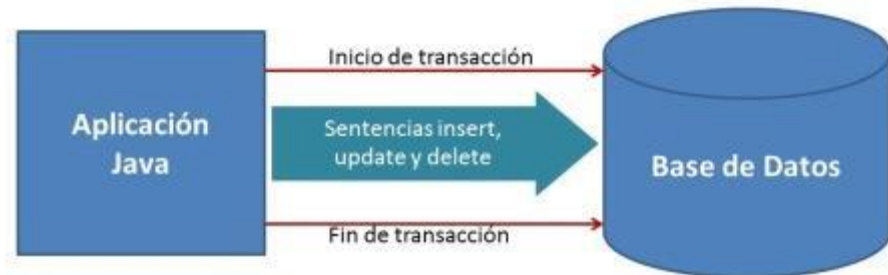 Aplicación
Java
Inicio de transacción
Sentencias insert,
update y delete
Fin de transacción
Base de Datos